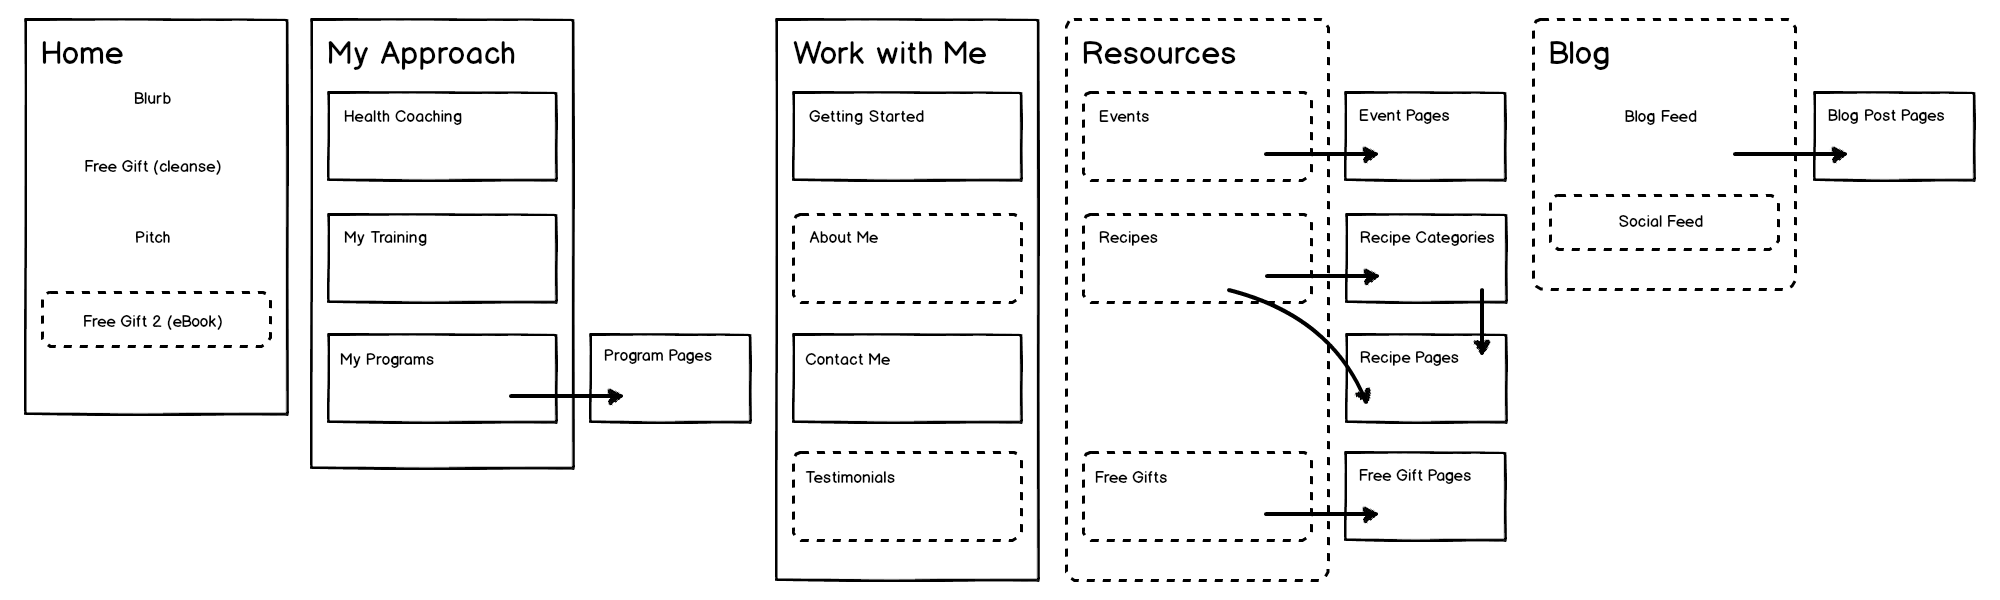 Home
Blurb
Free Gift (cleanse)
Pitch
Free Gift 2 (eBook)
My Approach
Health Coaching
My Training
My Programs
Program Pages
Work with Me
Getting Started
About Me
Contact Me
Testimonials
Resources
Events
Event Pages
Recipes
Recipe Categories
Recipe Pages
Free Gifts
Free Gift Pages
Blog
Blog Feed
Blog Post Pages
Social Feed